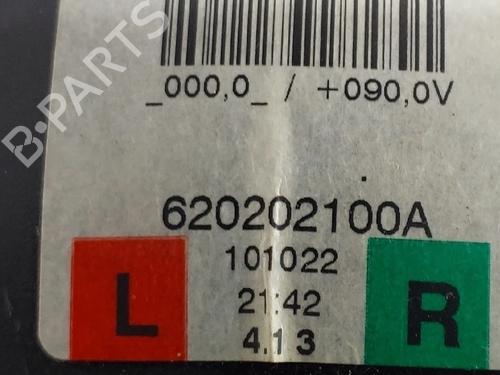 _000,0_ / +090,0V
620202100A
101022
21:42
4.13
L
R
B-PARTS